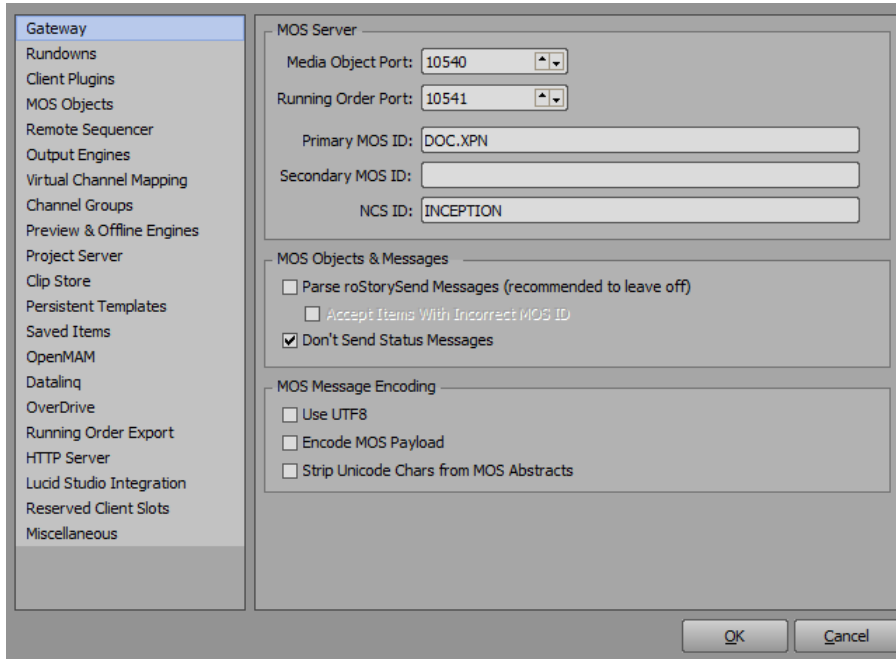 Gateway
Rundowns
Client Plugins
MOS Objects
Remote Sequencer
Output Engines
Virtual Channel Mapping
Channel Groups
Preview & Offline Engines
Project Server
Clip Store
Persistent Templates
Saved Items
OpenMAM
Datalinq
OverDrive
Running Order Export
HTTP Server
Lucid Studio Integration
Reserved Client Slots
Miscellaneous
MOS Server
Media Object Port: 10540
Running Order Port: 10541
Primary MOS ID: DOC.XPN
Secondary MOS ID:
NCS ID: INCEPTION
MOS Objects & Messages
Parse roStorySend Messages (recommended to leave off)
Accept Items With Incorrect MOS ID
Don't Send Status Messages
MOS Message Encoding
Use UTF8
Encode MOS Payload
Strip Unicode Chars from MOS Abstracts
OK Cancel